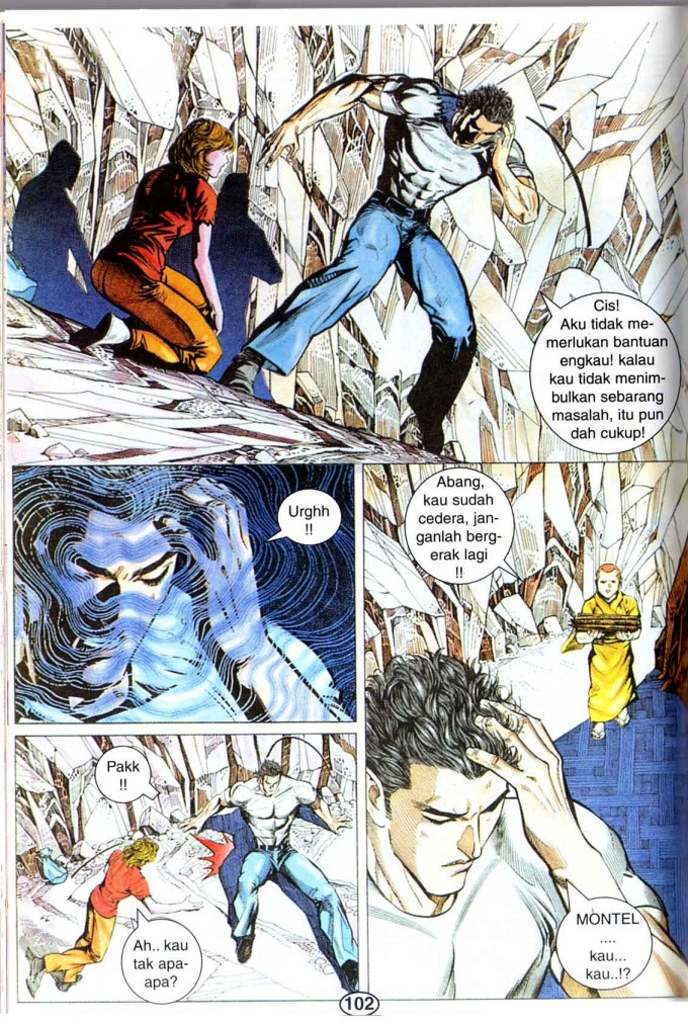 Cis!
Aku tidak me-
merlukan bantuan
engkau! kalau
kau tidak menim-
bulkan sebarang
masalah, itu pun
dah cukup!
Urghh
!!
Abang,
kau sudah
cedera, jan-
ganlah berg-
erak lagi
!!
Pakk
!!
Ah.. kau
tak apa-
apa?
MONTEL
....
kau...
kau..!?
102